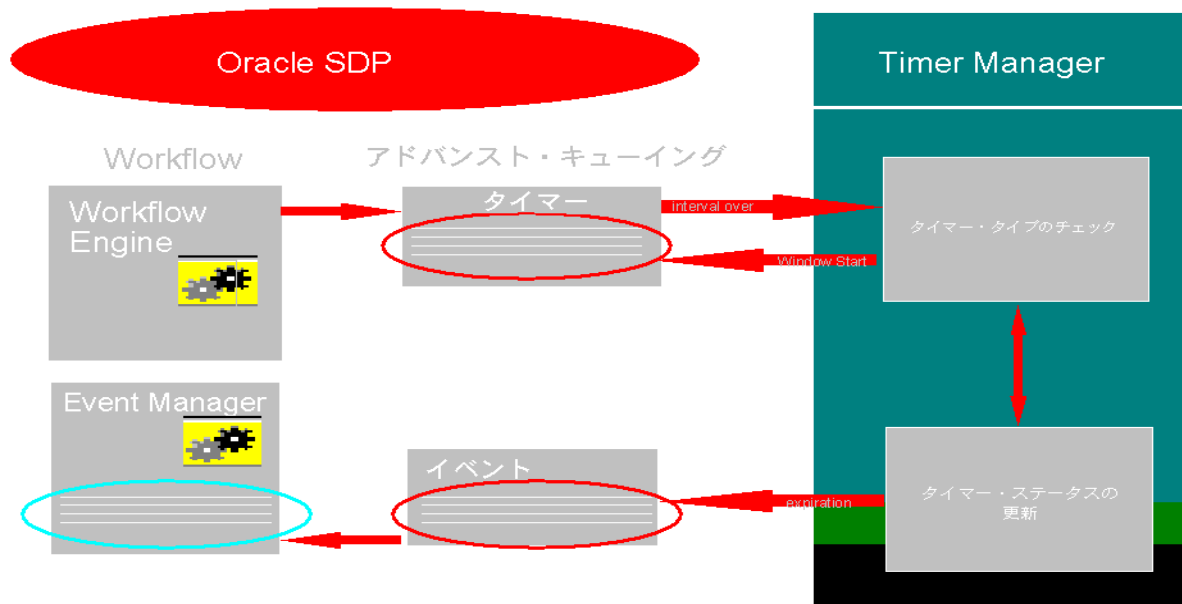 Oracle SDP
Timer Manager
Workflow
アドバンスト・キューイング
Workflow
Engine
タイマー
interval over
タイマー・タイプのチェック
Window Start
Event Manager
イベント
expiration
タイマー・ステータスの
更新